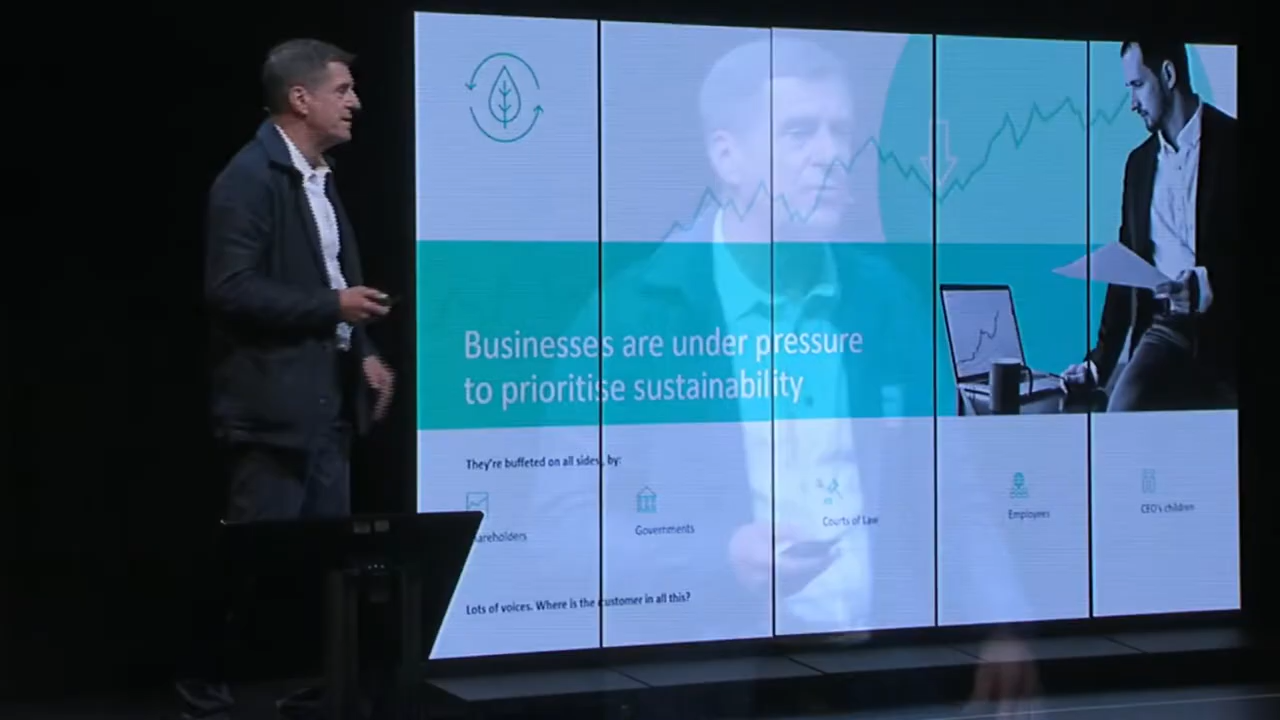 Businesses are under pressure
to prioritise sustainability
They're buffeted on all sides, by:
areholders
Governments
Courts of Law
Employees
CEO's children
Lots of voices. Where is the customer in all this?